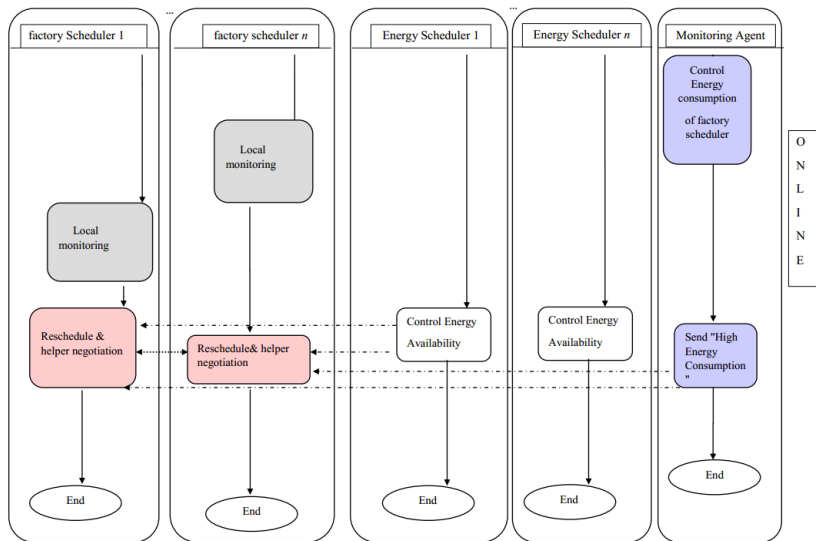 ...
...
factory Scheduler 1
factory scheduler n
Energy Scheduler 1
Energy Scheduler n
Monitoring Agent
Control
Energy
consumption
of factory
scheduler
O
N
L
I
N
E
Local
monitoring
Local
monitoring
Reschedule &
helper negotiation
Reschedule& helper
negotiation
Control Energy
Availability
Control Energy
Availability
Send "High
Energy
Consumption
"
End
End
End
End
End